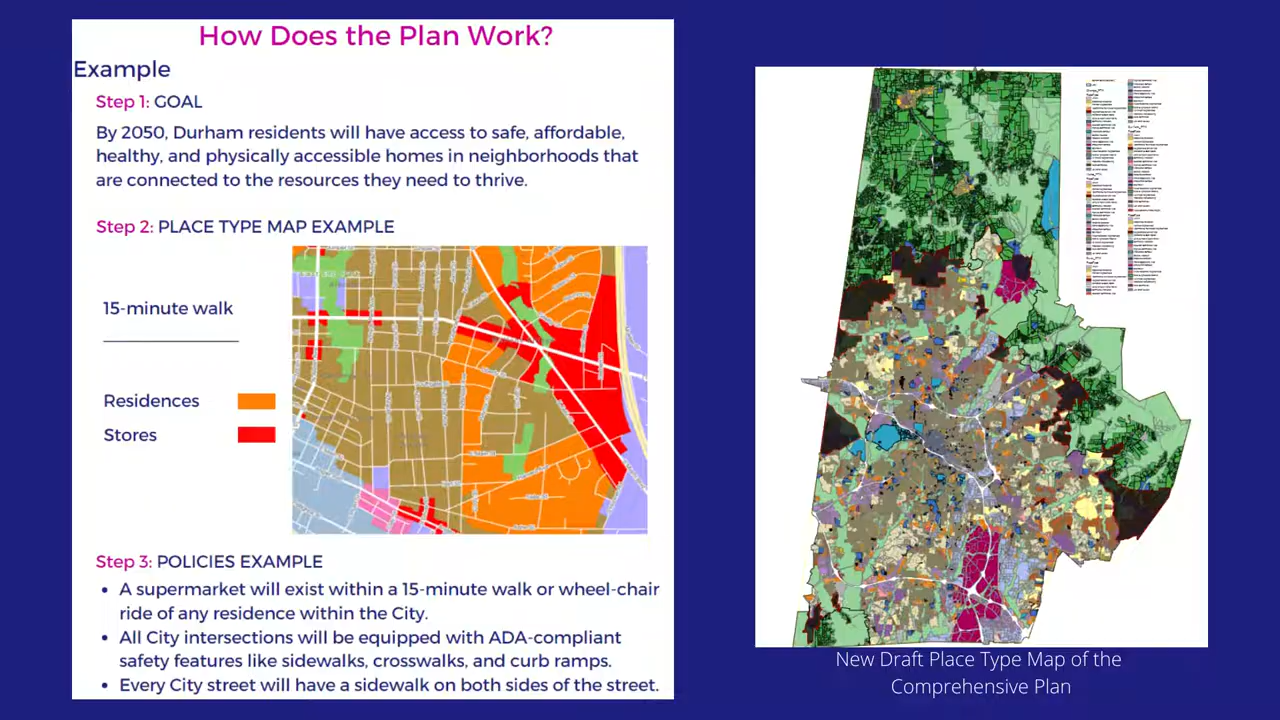 How Does the Plan Work?
Example
Step 1: GOAL
By 2050, Durham residents will have access to safe, affordable,
healthy, and physically accessible homes in neighborhoods that
are connected to the resources they need to thrive.
Step 2: PLACE TYPE MAP EXAMPLE
15-minute walk
Residences
Stores
Step 3: POLICIES EXAMPLE
• A supermarket will exist within a 15-minute walk or wheel-chair
ride of any residence within the City.
• All City intersections will be equipped with ADA-compliant
safety features like sidewalks, crosswalks, and curb ramps.
• Every City street will have a sidewalk on both sides of the street.
New Draft Place Type Map of the
Comprehensive Plan